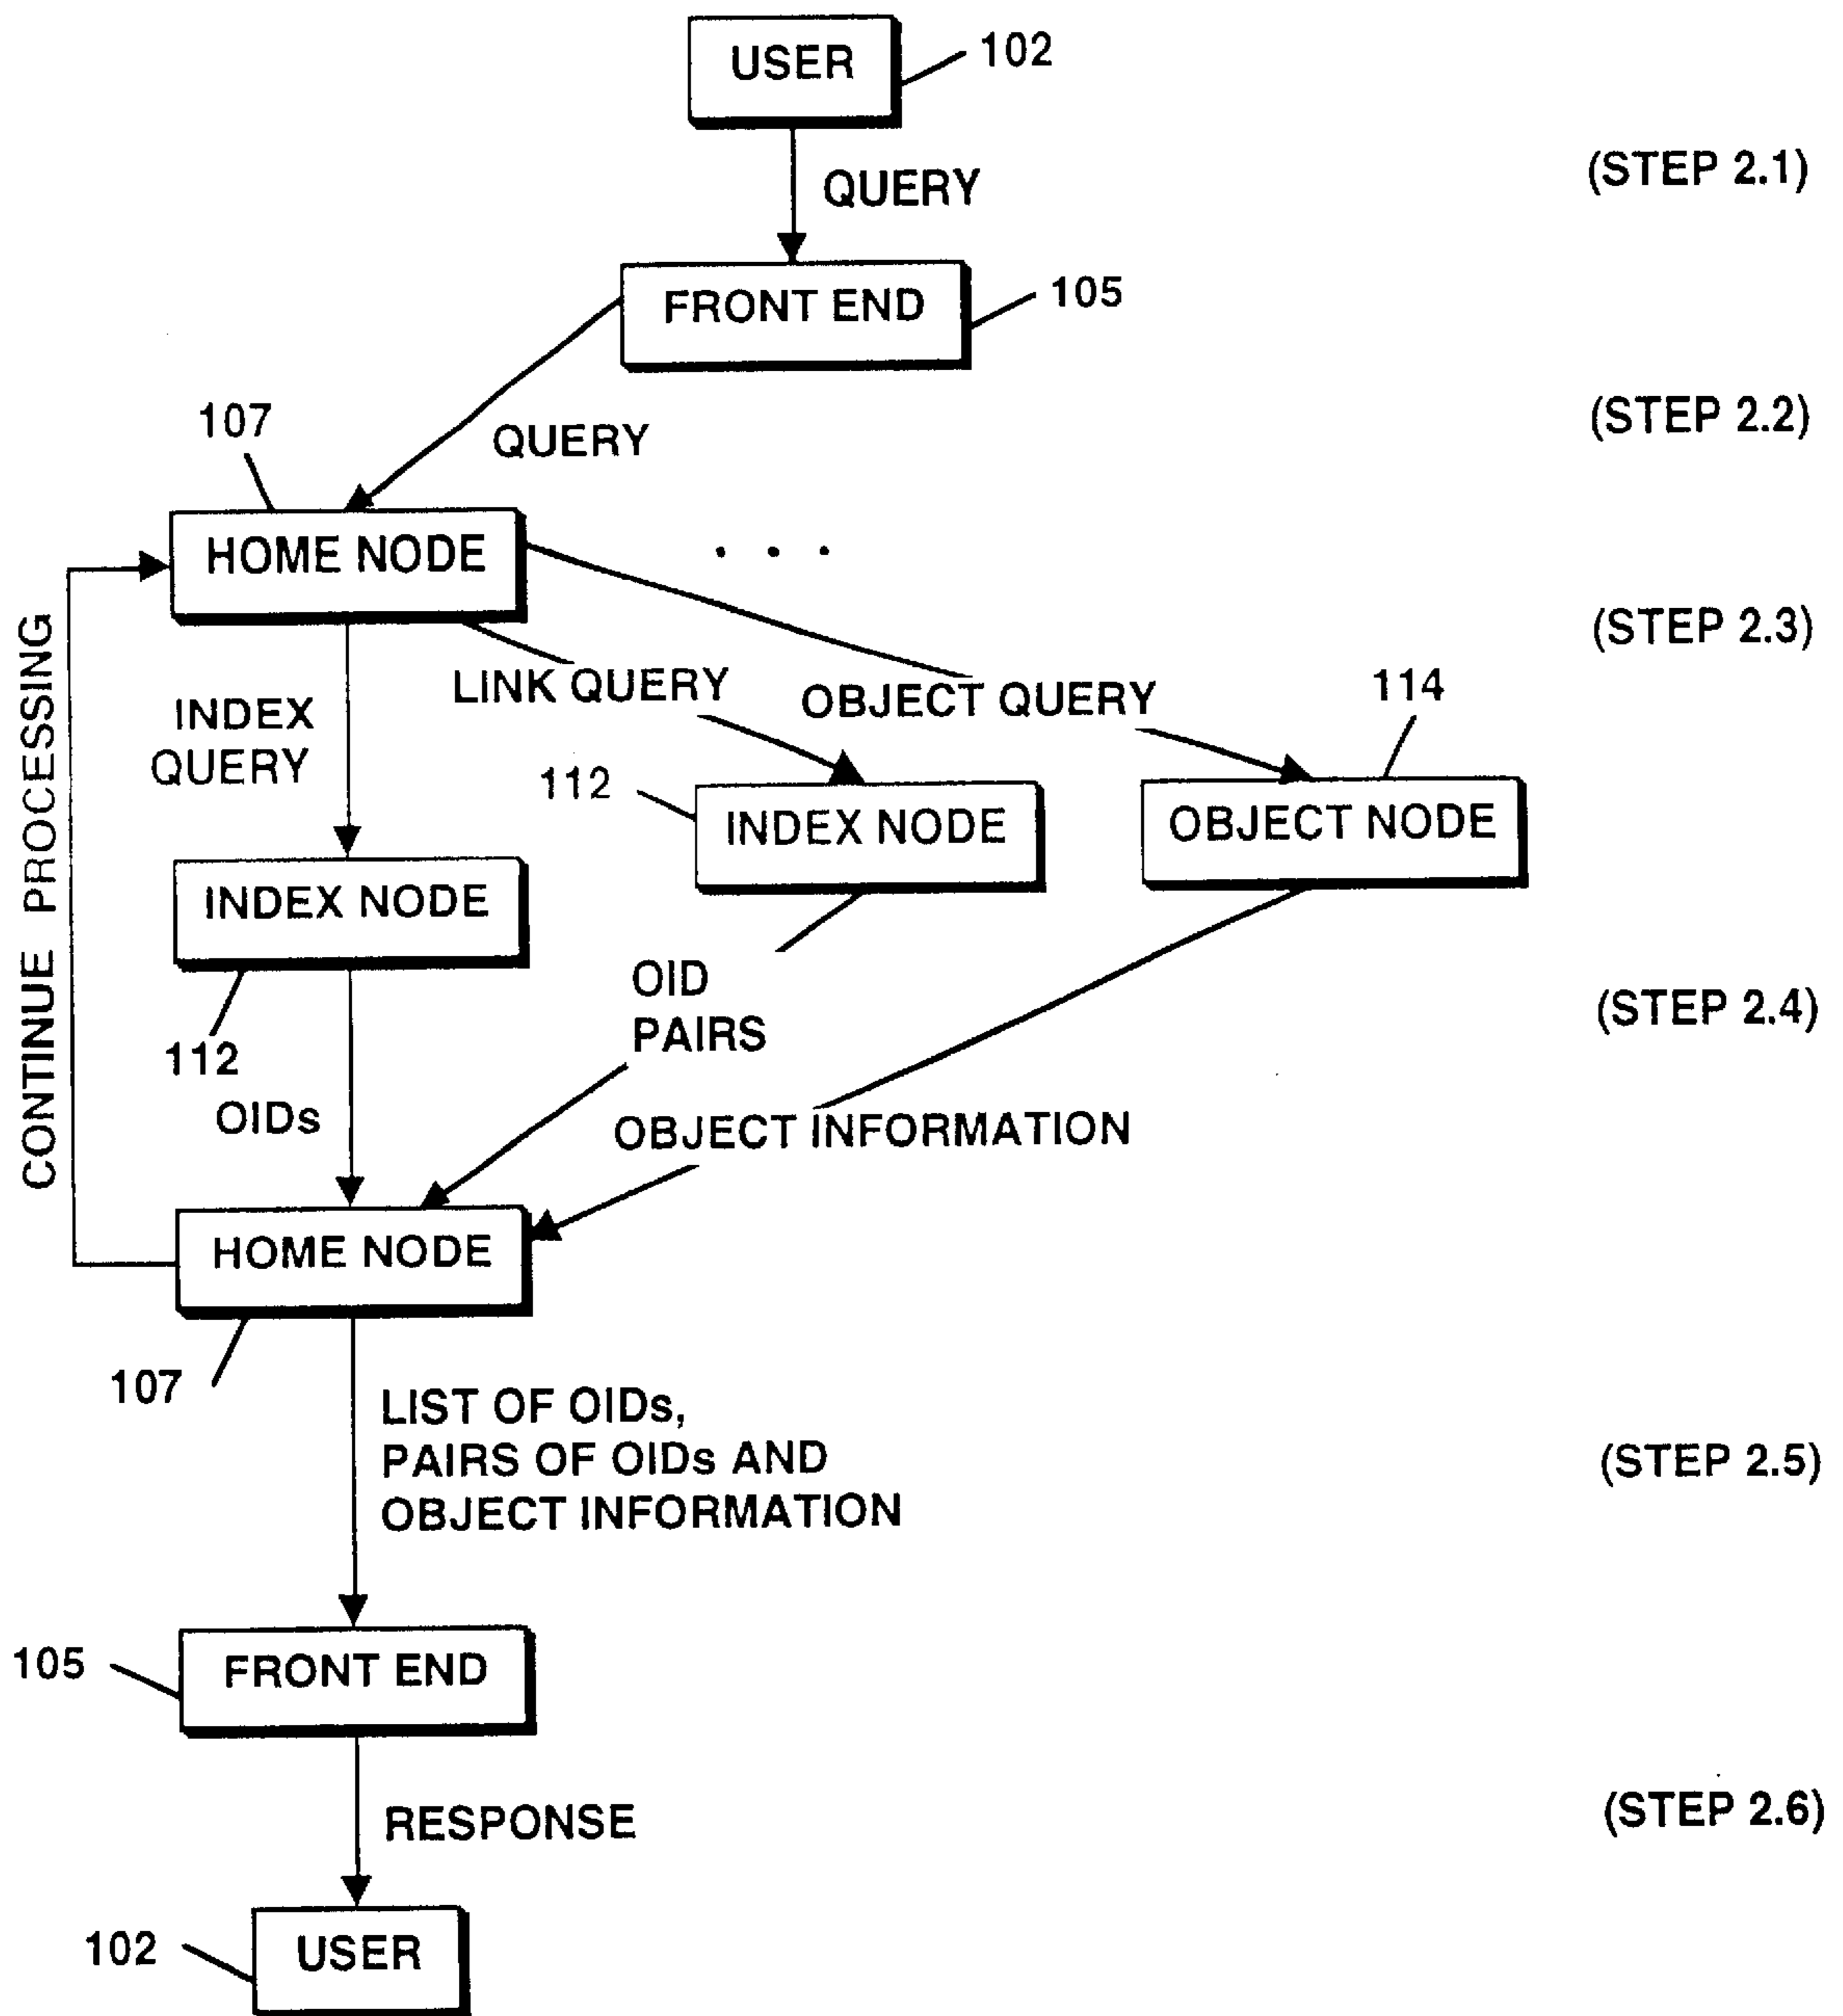 USER
102
(STEP 2.1)
QUERY
FRONT END
105
(STEP 2.2)
107
QUERY
HOME NODE
. . .
(STEP 2.3)
CONTINUE PROCESSING
LINK QUERY
OBJECT QUERY
114
INDEX
QUERY
112
INDEX NODE
OBJECT NODE
INDEX NODE
OID
PAIRS
(STEP 2.4)
112
OIDs
OBJECT INFORMATION
HOME NODE
107
LIST OF OIDs,
PAIRS OF OIDs AND
OBJECT INFORMATION
(STEP 2.5)
105
FRONT END
RESPONSE
(STEP 2.6)
102
USER